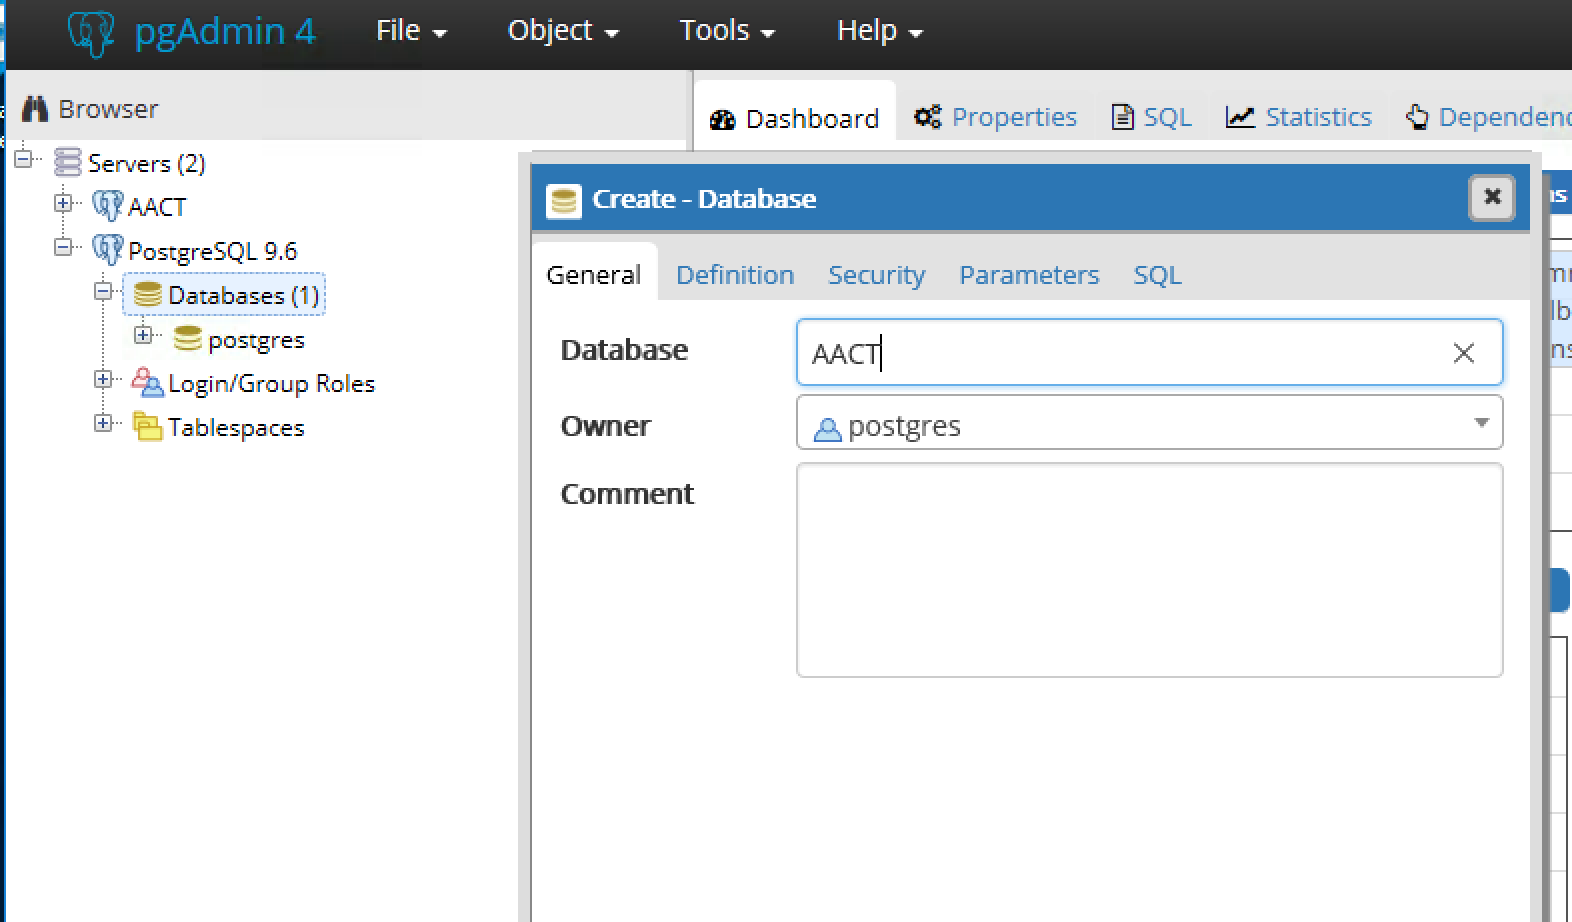 pgAdmin 4 File Object Tools Help
Browser
Dashboard Properties SQL Statistics
Servers (2)
AACT
PostgreSQL 9.6
Databases (1)
postgres
Login/Group Roles
Tablespaces
Create - Database
General Definition Security Parameters SQL
Database AACT
Owner postgres
Comment